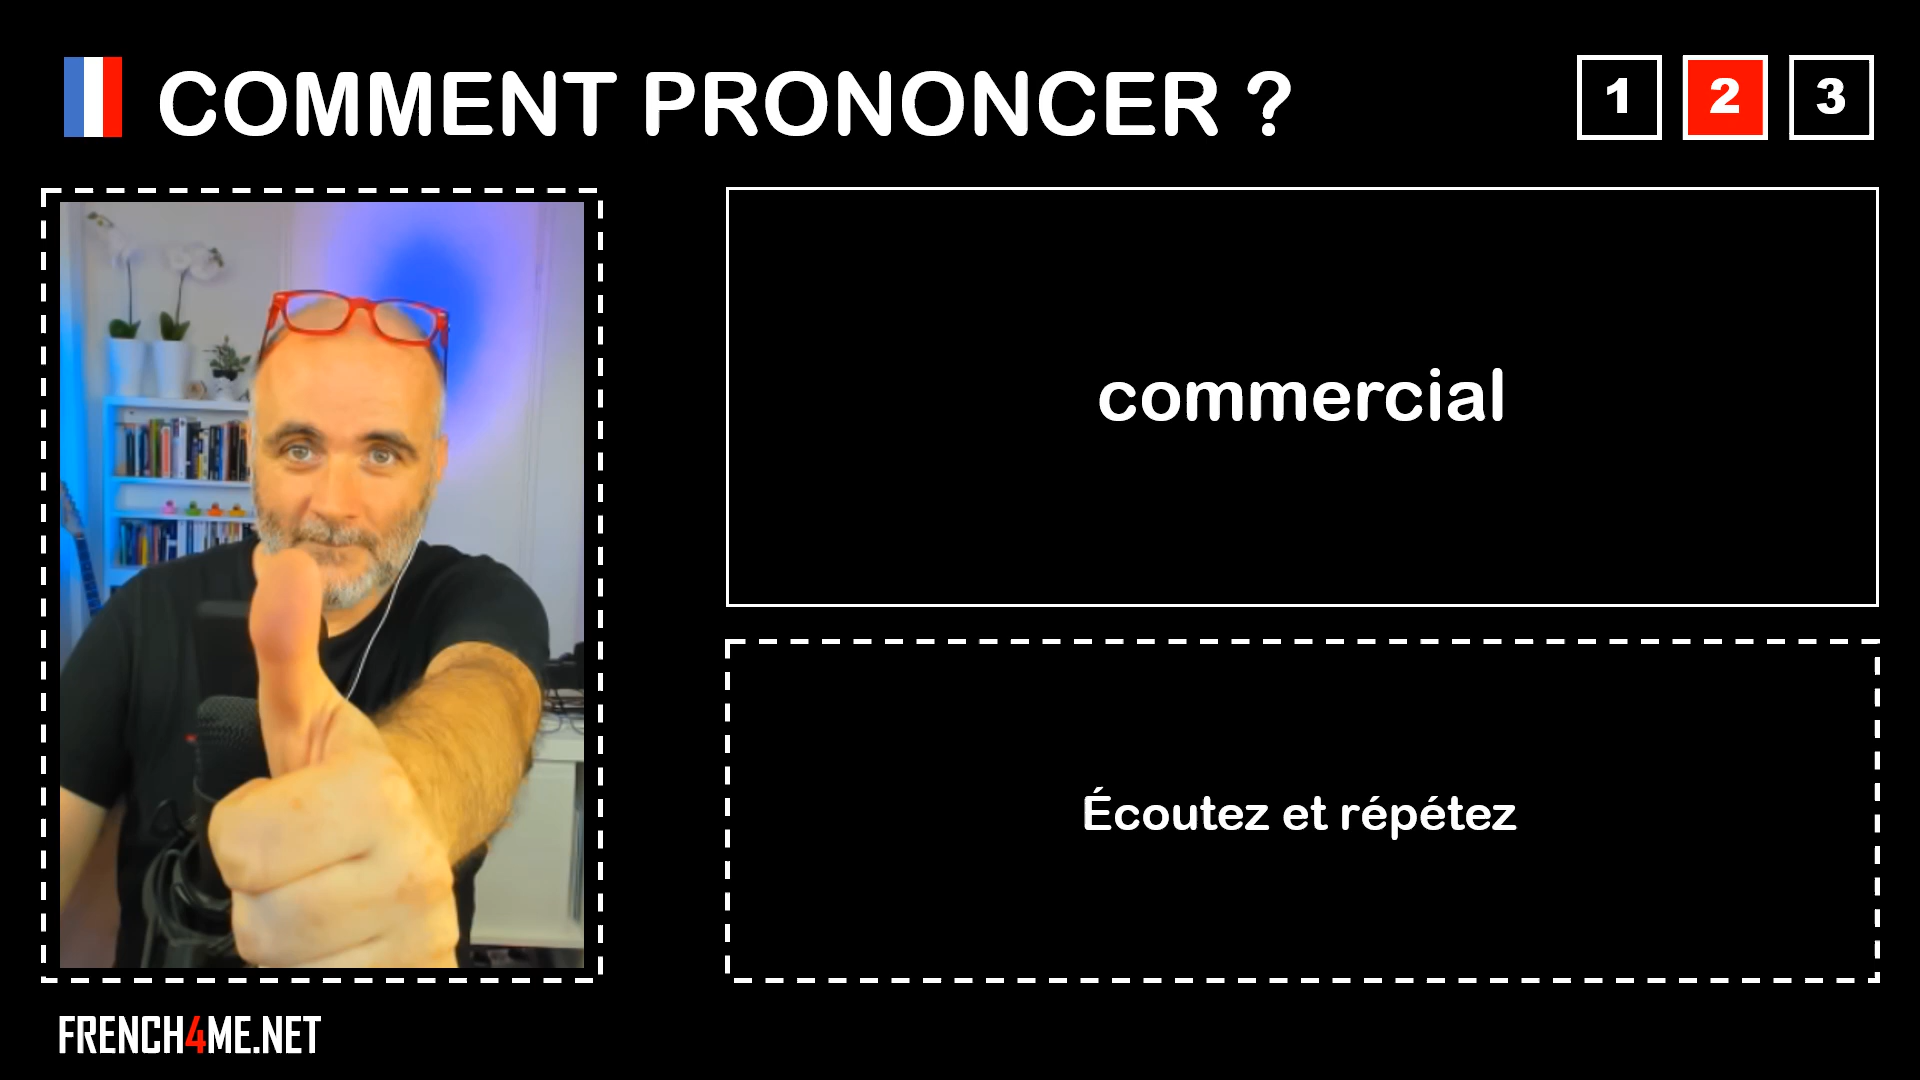 COMMENT PRONONCER ?
1 2 3
commercial
Écoutez et répétez
FRENCH4ME.NET